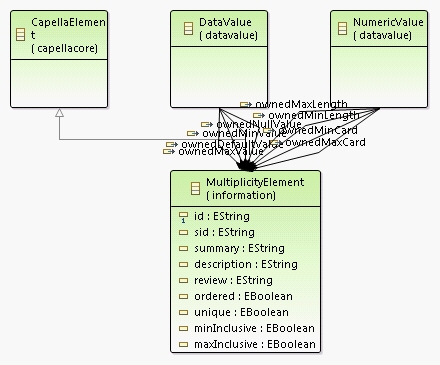 CapellaElemen
t
( capellacore)
DataValue
( datavalue)
NumericValue
( datavalue)
ownedMaxLength
ownedMinLength
ownedNullValue
ownedMinCard
ownedMinValue
ownedMaxCard
ownedDefaultValue
ownedMaxValue
MultiplicityElement
( information)
id : EString
sid : EString
summary : EString
description : EString
review : EString
ordered : EBoolean
unique : EBoolean
minInclusive : EBoolean
maxInclusive : EBoolean